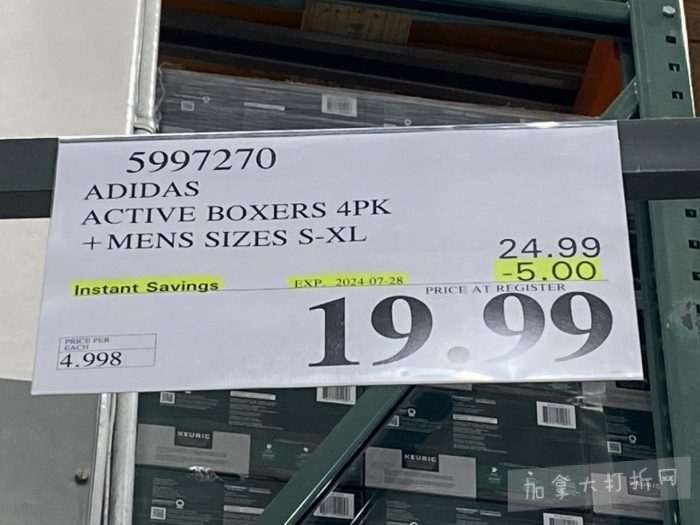 5997270
ADIDAS
ACTIVE BOXERS 4PK
+MENS SIZES S-XL
24.99
Instant Savings EXP. 2024-07-28 -5.00
PRICE AT REGISTER
19.99
PRICE PER
EACH
4.998
KEURIG
KEURIG
加拿大打折网